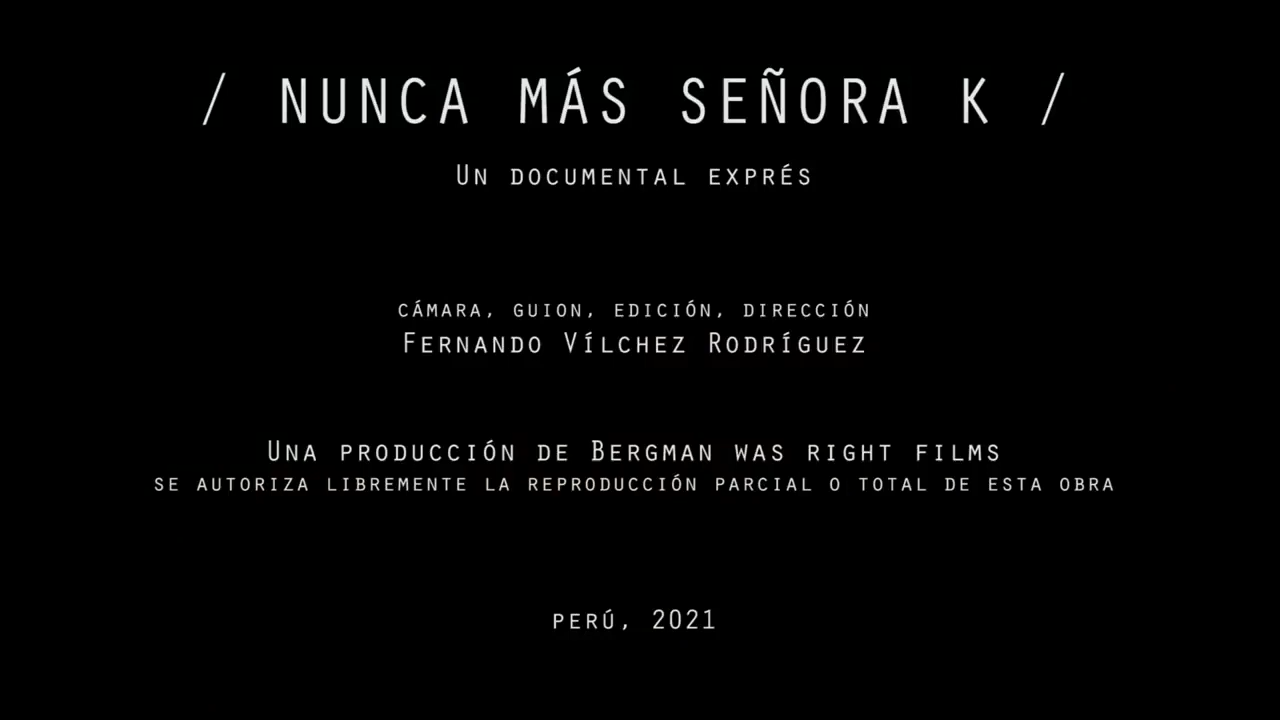 / NUNCA MÁS SEÑORA K /
UN DOCUMENTAL EXPRÉS
CÁMARA, GUION, EDICIÓN, DIRECCIÓN
FERNANDO VÍLCHEZ RODRÍGUEZ
UNA PRODUCCIÓN DE BERGMAN WAS RIGHT FILMS
SE AUTORIZA LIBREMENTE LA REPRODUCCIÓN PARCIAL O TOTAL DE ESTA OBRA
PERÚ, 2021